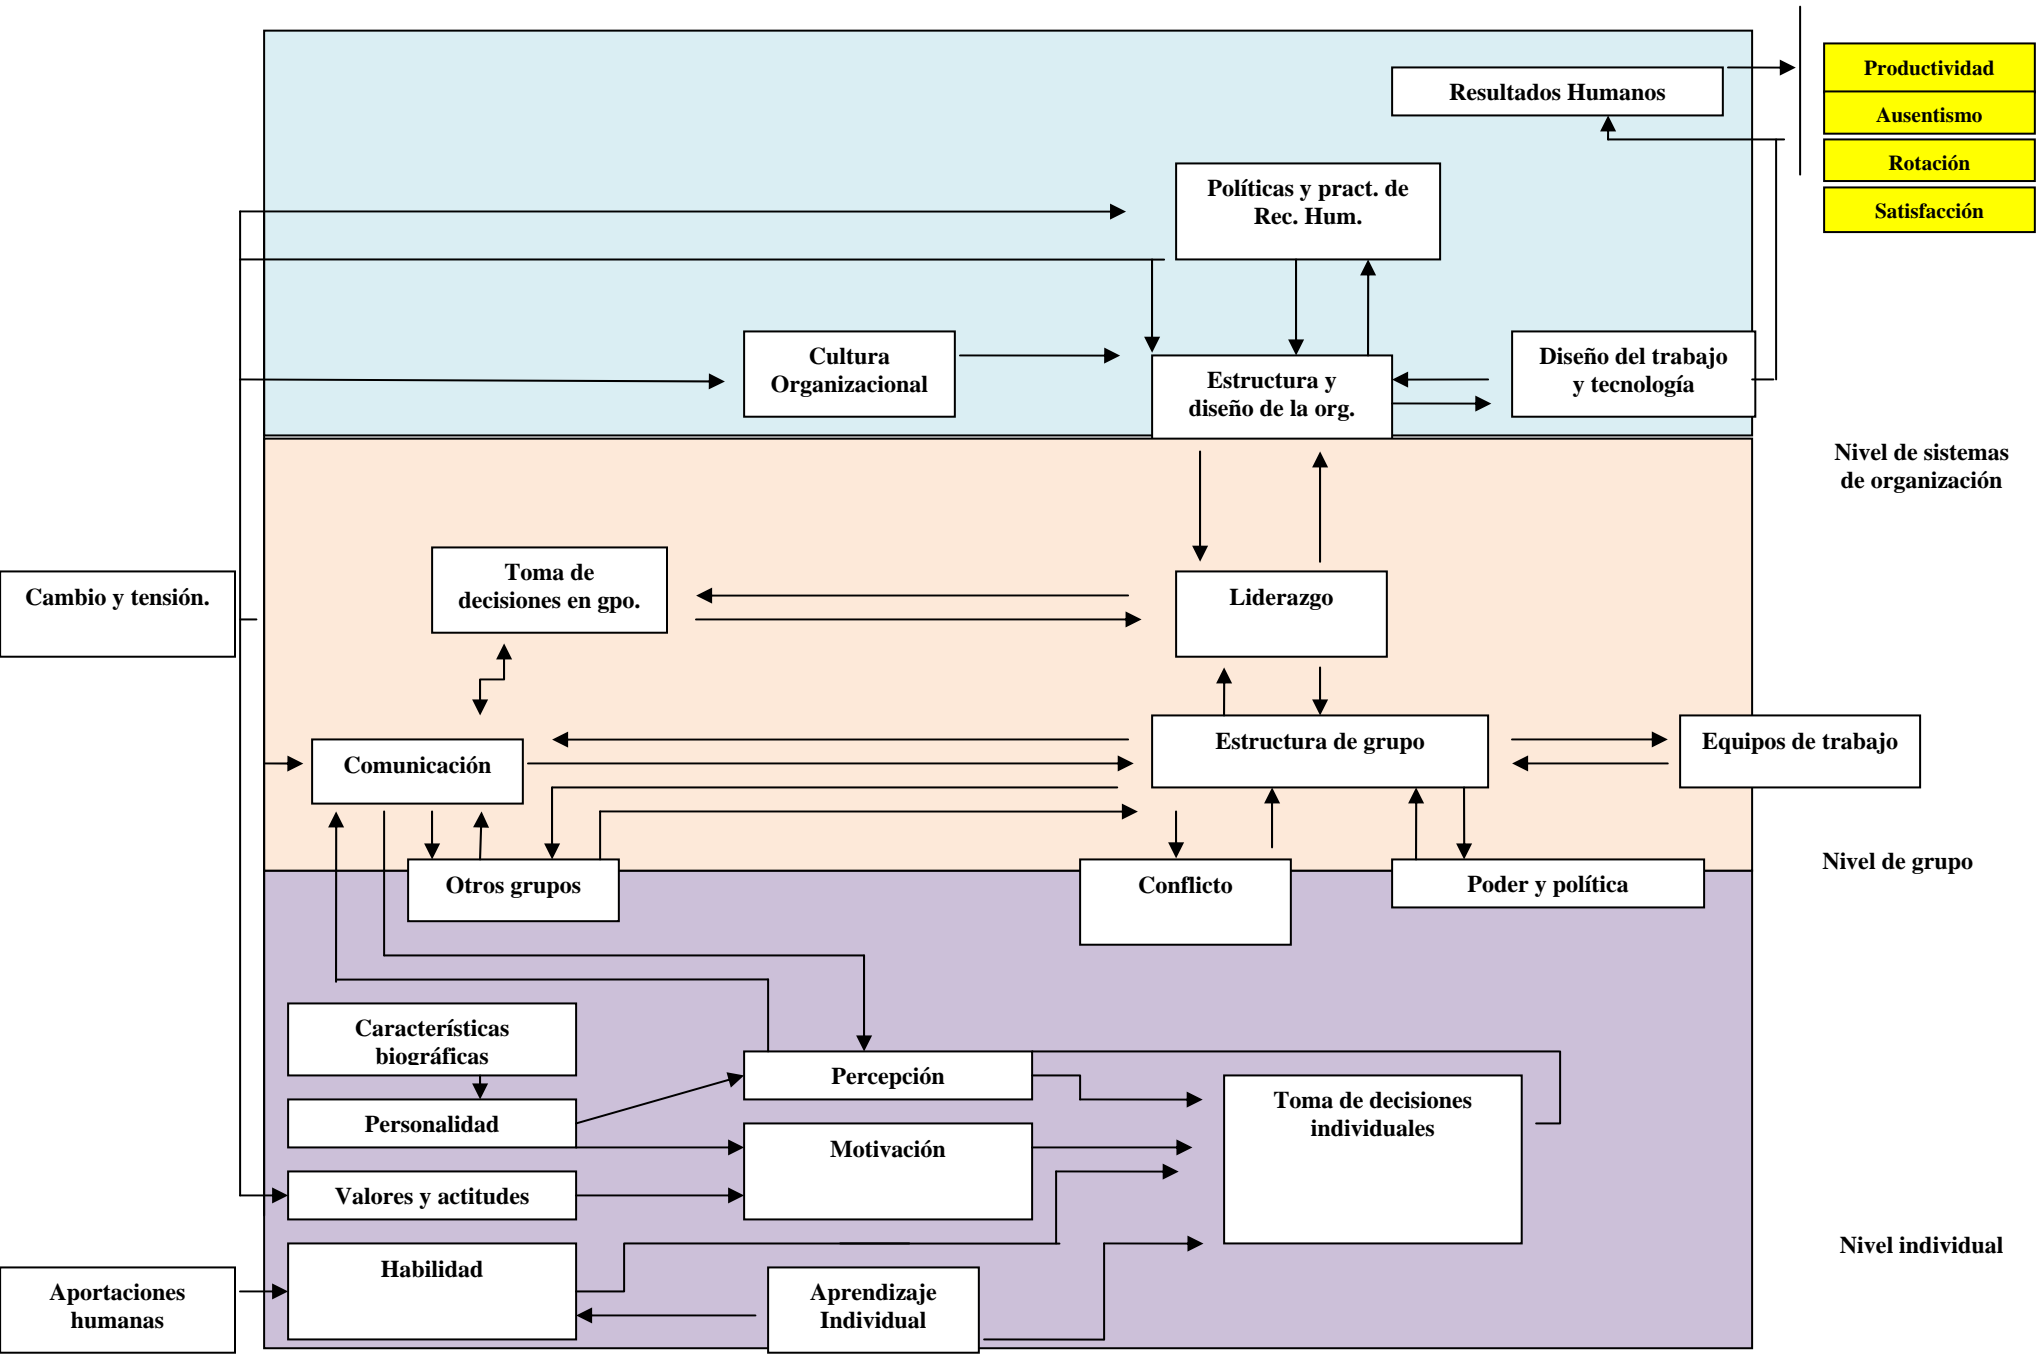 Productividad
Resultados Humanos
Ausentismo
Rotación
Políticas y pract. de
Rec. Hum.
Satisfacción
Cultura
Organizacional
Estructura y
diseño de la org.
Diseño del trabajo
y tecnología
Nivel de sistemas
de organización
Cambio y tensión.
Toma de
decisiones en gpo.
Liderazgo
Comunicación
Estructura de grupo
Equipos de trabajo
Otros grupos
Conflicto
Poder y política
Nivel de grupo
Características
biográficas
Personalidad
Valores y actitudes
Habilidad
Percepción
Motivación
Toma de decisiones
individuales
Nivel individual
Aportaciones
humanas
Aprendizaje
Individual